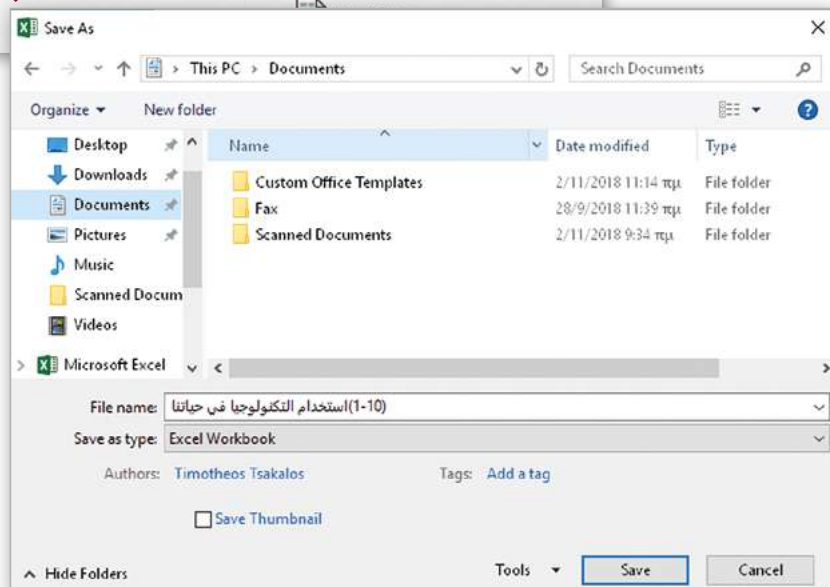 Save As
This PC > Documents
Search Documents
Organize
New folder
Name
Date modified
Type
Desktop
Downloads
Documents
Pictures
Music
Scanned Docum
Videos
Microsoft Excel
Custom Office Templates 2/11/2018 11:14 πμ File folder
Fax 28/9/2018 11:39 πμ File folder
Scanned Documents 2/11/2018 9:34 πμ File folder
File name: استخدام التكنولوجيا في حياتنا(1-10)
Save as type: Excel Workbook
Authors: Timotheos Tsakalos Tags: Add a tag
Save Thumbnail
Hide Folders
Tools
Save
Cancel